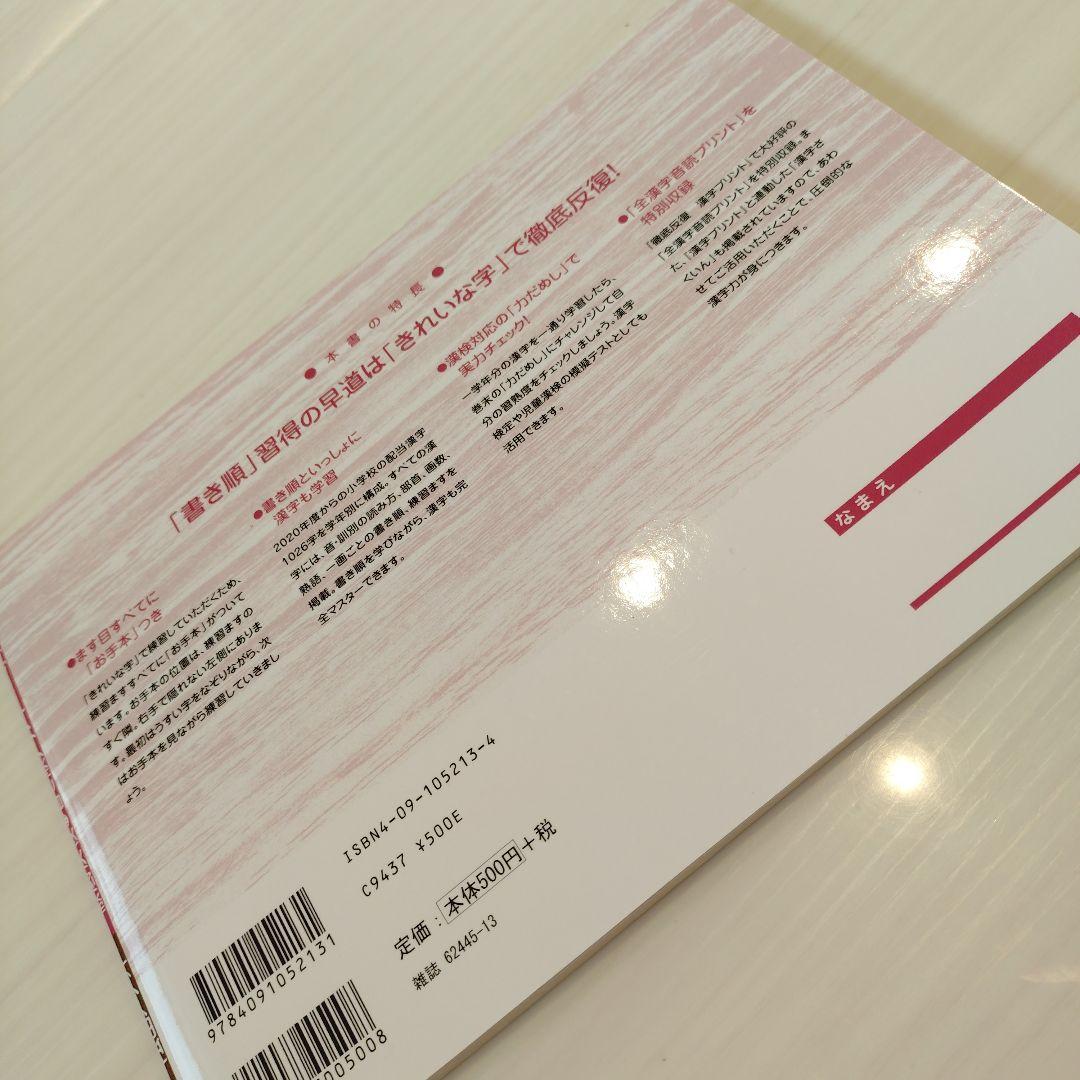 ●本書の特長●
「書き順」習得の早道は「きれいな字」で徹底反復!
●ます目すべてに
「お手本」つき
「きれいな字」で練習していただくため、
練習ますすべてに「お手本」がついて
います。お手本の位置は、練習ますの
すぐ隣。右手で隠れない左側にありま
す。最初はうすい字をなぞりながら、次
はお手本を見ながら練習していきまし
ょう。
●書き順といっしょに
漢字も学習
2020年度からの小学校の配当漢字
1026字を学年別に構成。すべての漢
字には、音・訓別の読み方、部首、画数、
熟語、一画ごとの書き順、練習ますを
掲載。書き順を学びながら、漢字も完
全マスターできます。
●漢検対応の「力だめし」で
実力チェック!
一学年分の漢字を一通り学習したら、
巻末の「力だめし」にチャレンジして自
分の習熟度をチェックしましょう。漢字
検定や児童漢検の模擬テストとしても
活用できます。
●「全漢字音読プリント」を
特別収録
『徹底反復 漢字プリント』で大好評の
「全漢字音読プリント」を特別収録。ま
た、『漢字プリント』と連動した「漢字さ
くいん」も掲載されていますので、あわ
せてご活用いただくことで、圧倒的な
漢字力が身につきます。
なまえ
ISBN4-09-105213-4
C9437 ¥500E
定価:本体500円+税
雑誌 62445-13
9784091052131
005008